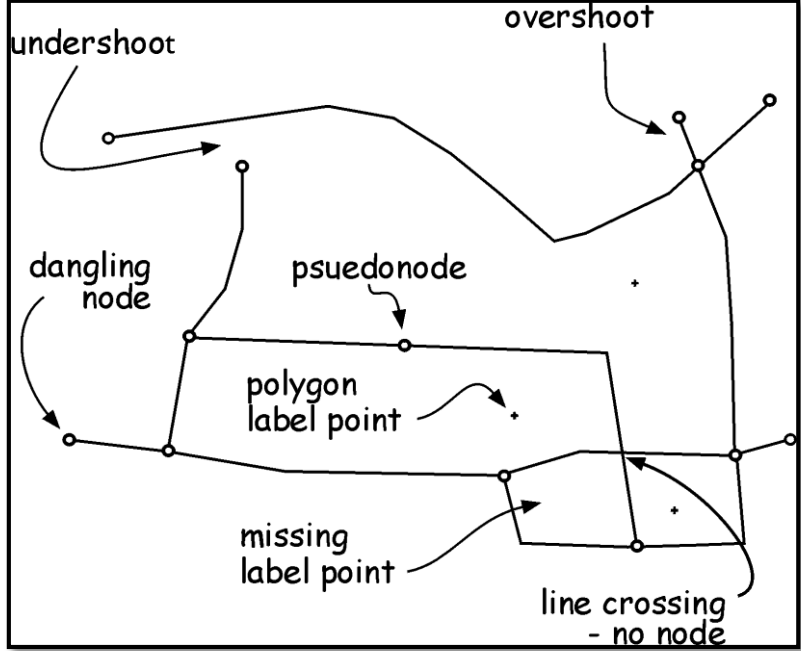 overshoot
undershoot
dangling
node
psuedonode
polygon
label point
missing
label point
line crossing
- no node